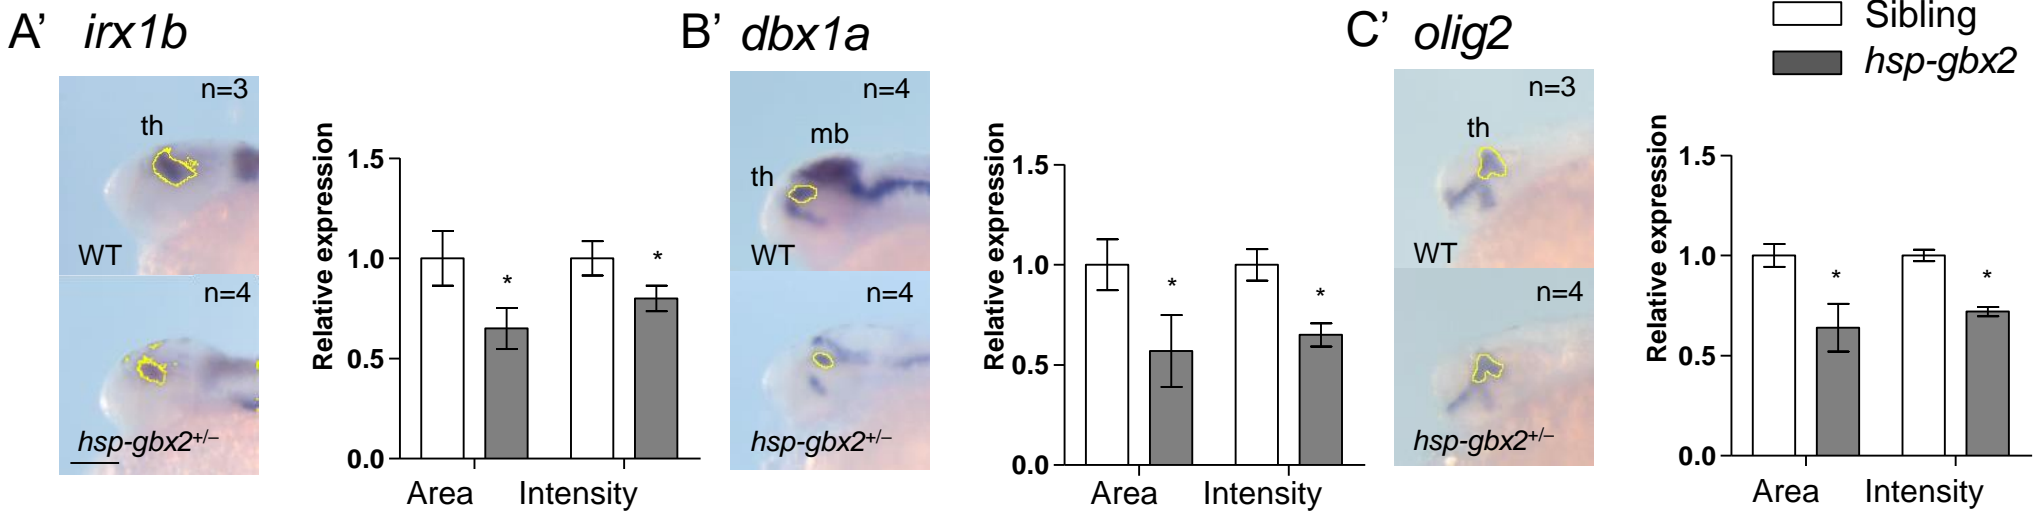 A’ irx1b
n=3
th
WT
n=4
hsp-gbx2+/–
Relative expression
1.5
1.0
0.5
0.0
*
*
Area Intensity
B’ dbx1a
n=4
mb
th
WT
n=4
hsp-gbx2+/–
Relative expression
1.5
1.0
0.5
0.0
*
*
Area Intensity
C’ olig2
n=3
th
WT
n=4
hsp-gbx2+/–
Sibling
hsp-gbx2
Relative expression
1.5
1.0
0.5
0.0
*
*
Area Intensity